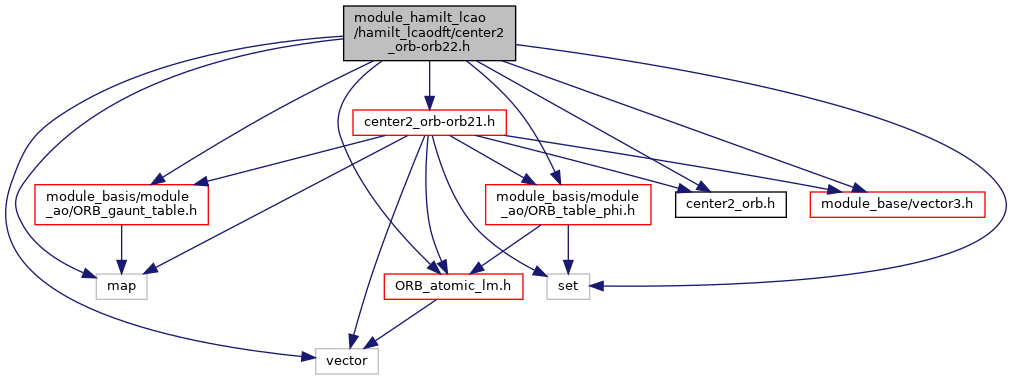 module_hamilt_lcao
/hamilt_lcaodft/center2
_orb-orb22.h
center2_orb-orb21.h
module_basis/module
_ao/ORB_gaunt_table.h
module_basis/module
_ao/ORB_table_phi.h
center2_orb.h
module_base/vector3.h
map
ORB_atomic_lm.h
set
vector